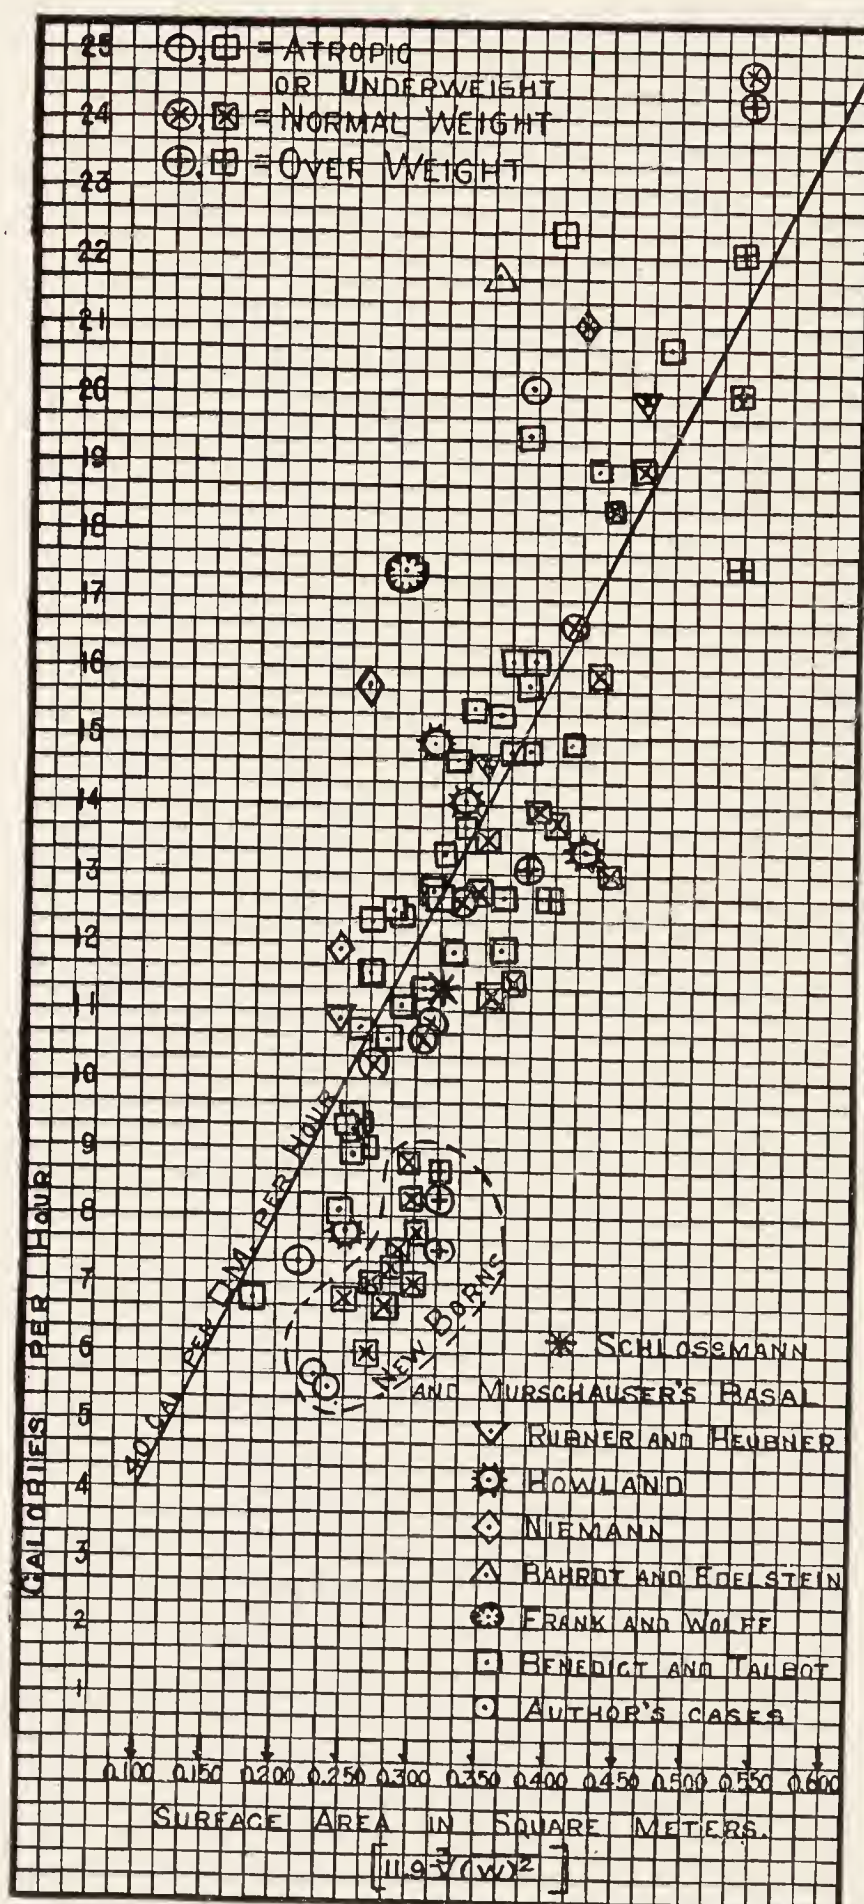 25
= ATROPIC
OR UNDERWEIGHT
24
= NORMAL WEIGHT
= OVER WEIGHT
23
22
21
20
19
18
17
16
15
14
13
12
11
10
9
8
7
6
5
4
3
2
1
CALORIES PER HOUR
40 CAL. PER □ M. PER HOUR
NEW BORNS
SCHLOSSMANN
AND MURSCHAUSER'S BASAL
RUBNER AND HEUBNER
HOWLAND
NIEMANN
BAHRDT AND EDELSTEIN
FRANK AND WOLFF
BENEDICT AND TALBOT
AUTHOR'S CASES
0.100 0.150 0.200 0.250 0.300 0.350 0.400 0.450 0.500 0.550 0.600
SURFACE AREA IN SQUARE METERS.
[11.9 ∛(W)²]